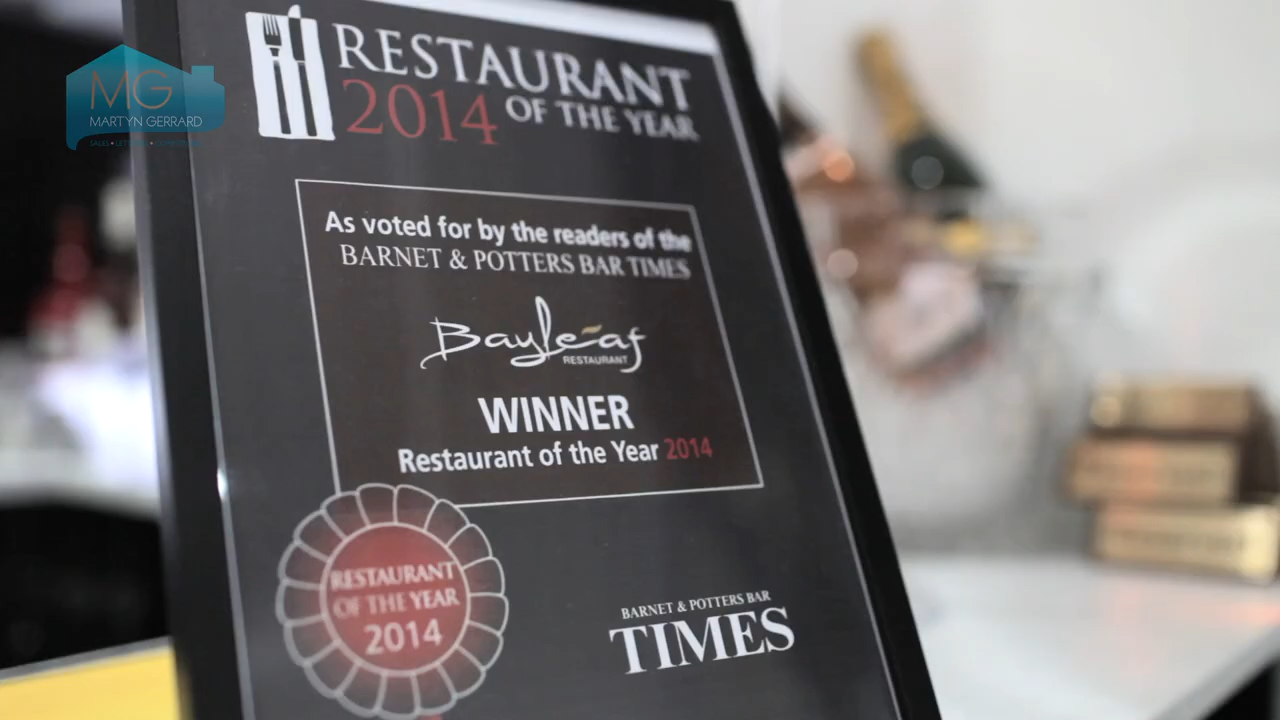 MG
MARTYN GERRARD
RESTAURANT
2014 OF THE YEAR
As voted for by the readers of the
BARNET & POTTERS BAR TIMES
Bayleaf
RESTAURANT
WINNER
Restaurant of the Year 2014
RESTAURANT
OF THE YEAR
2014
BARNET & POTTERS BAR
TIMES